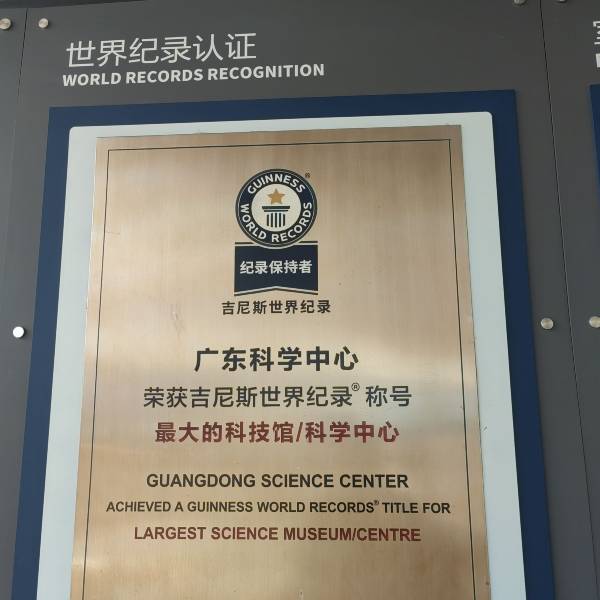 世界纪录认证
WORLD RECORDS RECOGNITION
GUINNESS WORLD RECORDS®
纪录保持者
吉尼斯世界纪录
广东科学中心
荣获吉尼斯世界纪录®称号
最大的科技馆/科学中心
GUANGDONG SCIENCE CENTER
ACHIEVED A GUINNESS WORLD RECORDS® TITLE FOR
LARGEST SCIENCE MUSEUM/CENTRE